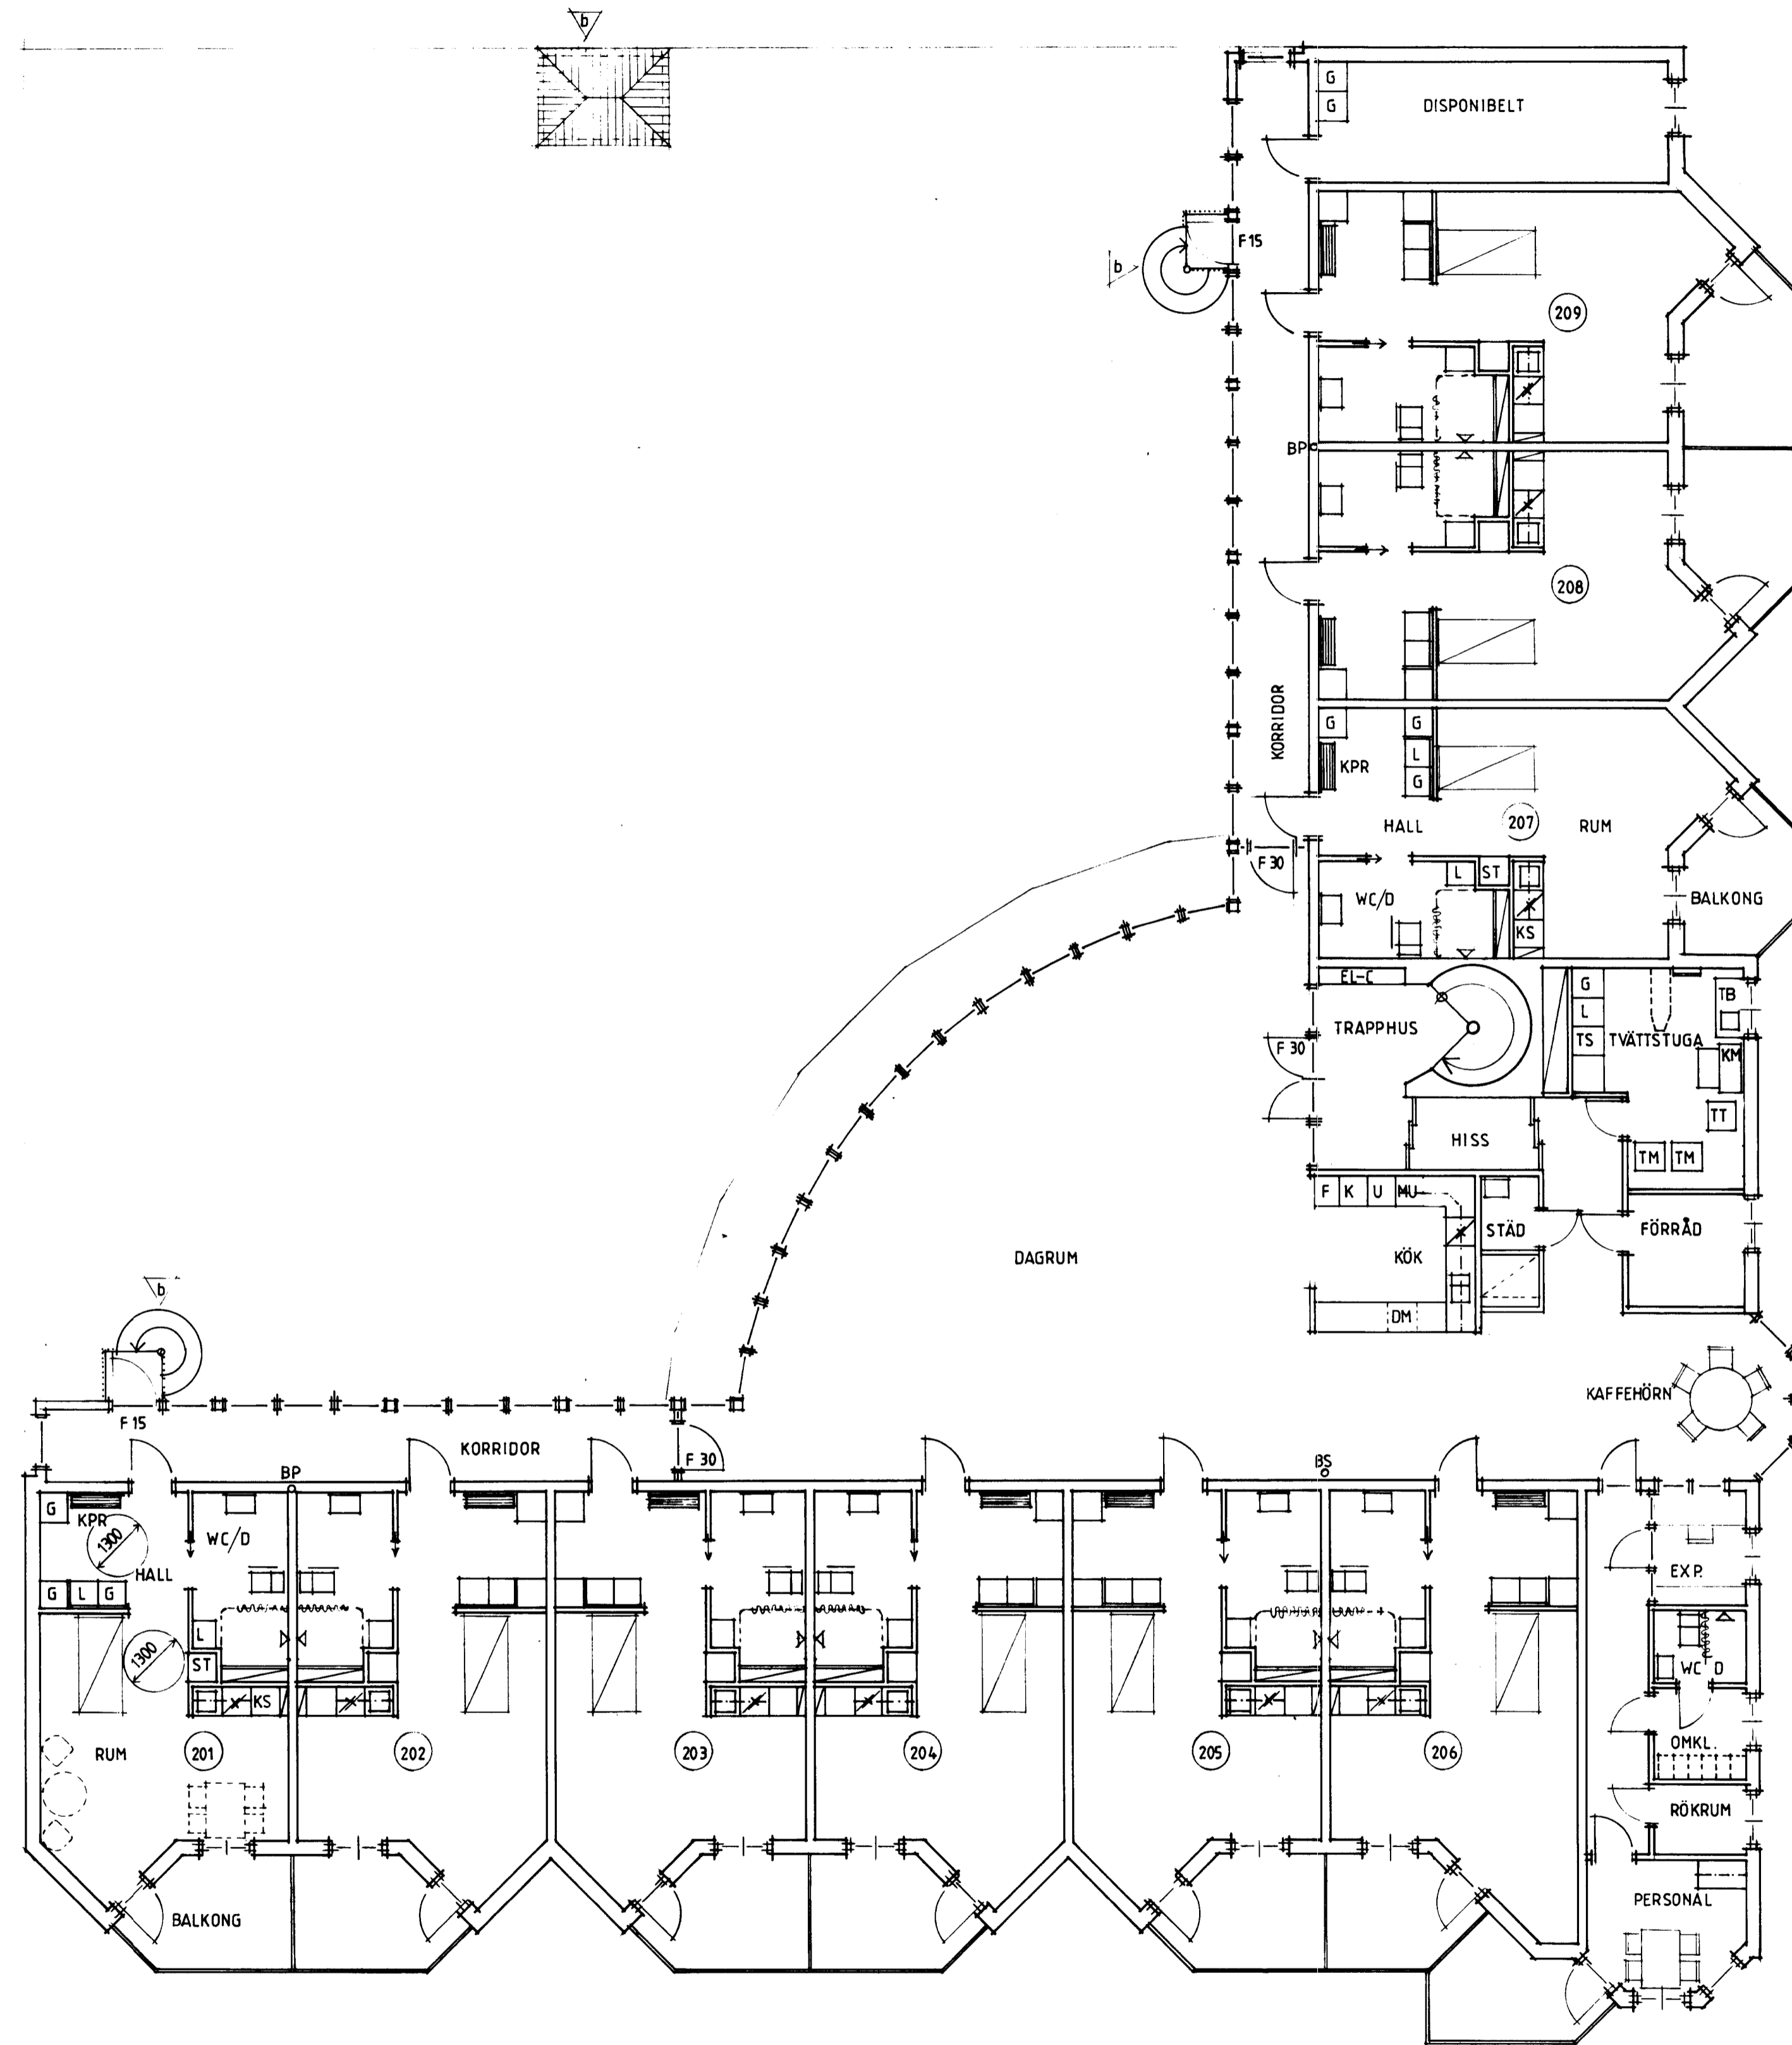 b
G
G
DISPONIBELT
F 15
b
209
BP
208
KORRIDOR
G
G
L
G
KPR
HALL
207
RUM
F 30
L
ST
WC/D
KS
BALKONG
EL-C
G
L
TS
TB
TRAPPHUS
TVÄTTSTUGA
F 30
KM
TT
HISS
TM
TM
F
K
U
MU
STÄD
FÖRRÅD
DAGRUM
KÖK
DM
b
KAFFEHÖRN
F 15
KORRIDOR
F 30
BP
BS
G
KPR
1300
WC/D
HALL
G
L
G
EXP.
L
1300
ST
KS
WC D
RUM
201
202
203
204
205
206
OMKL.
RÖKRUM
BALKONG
PERSONAL